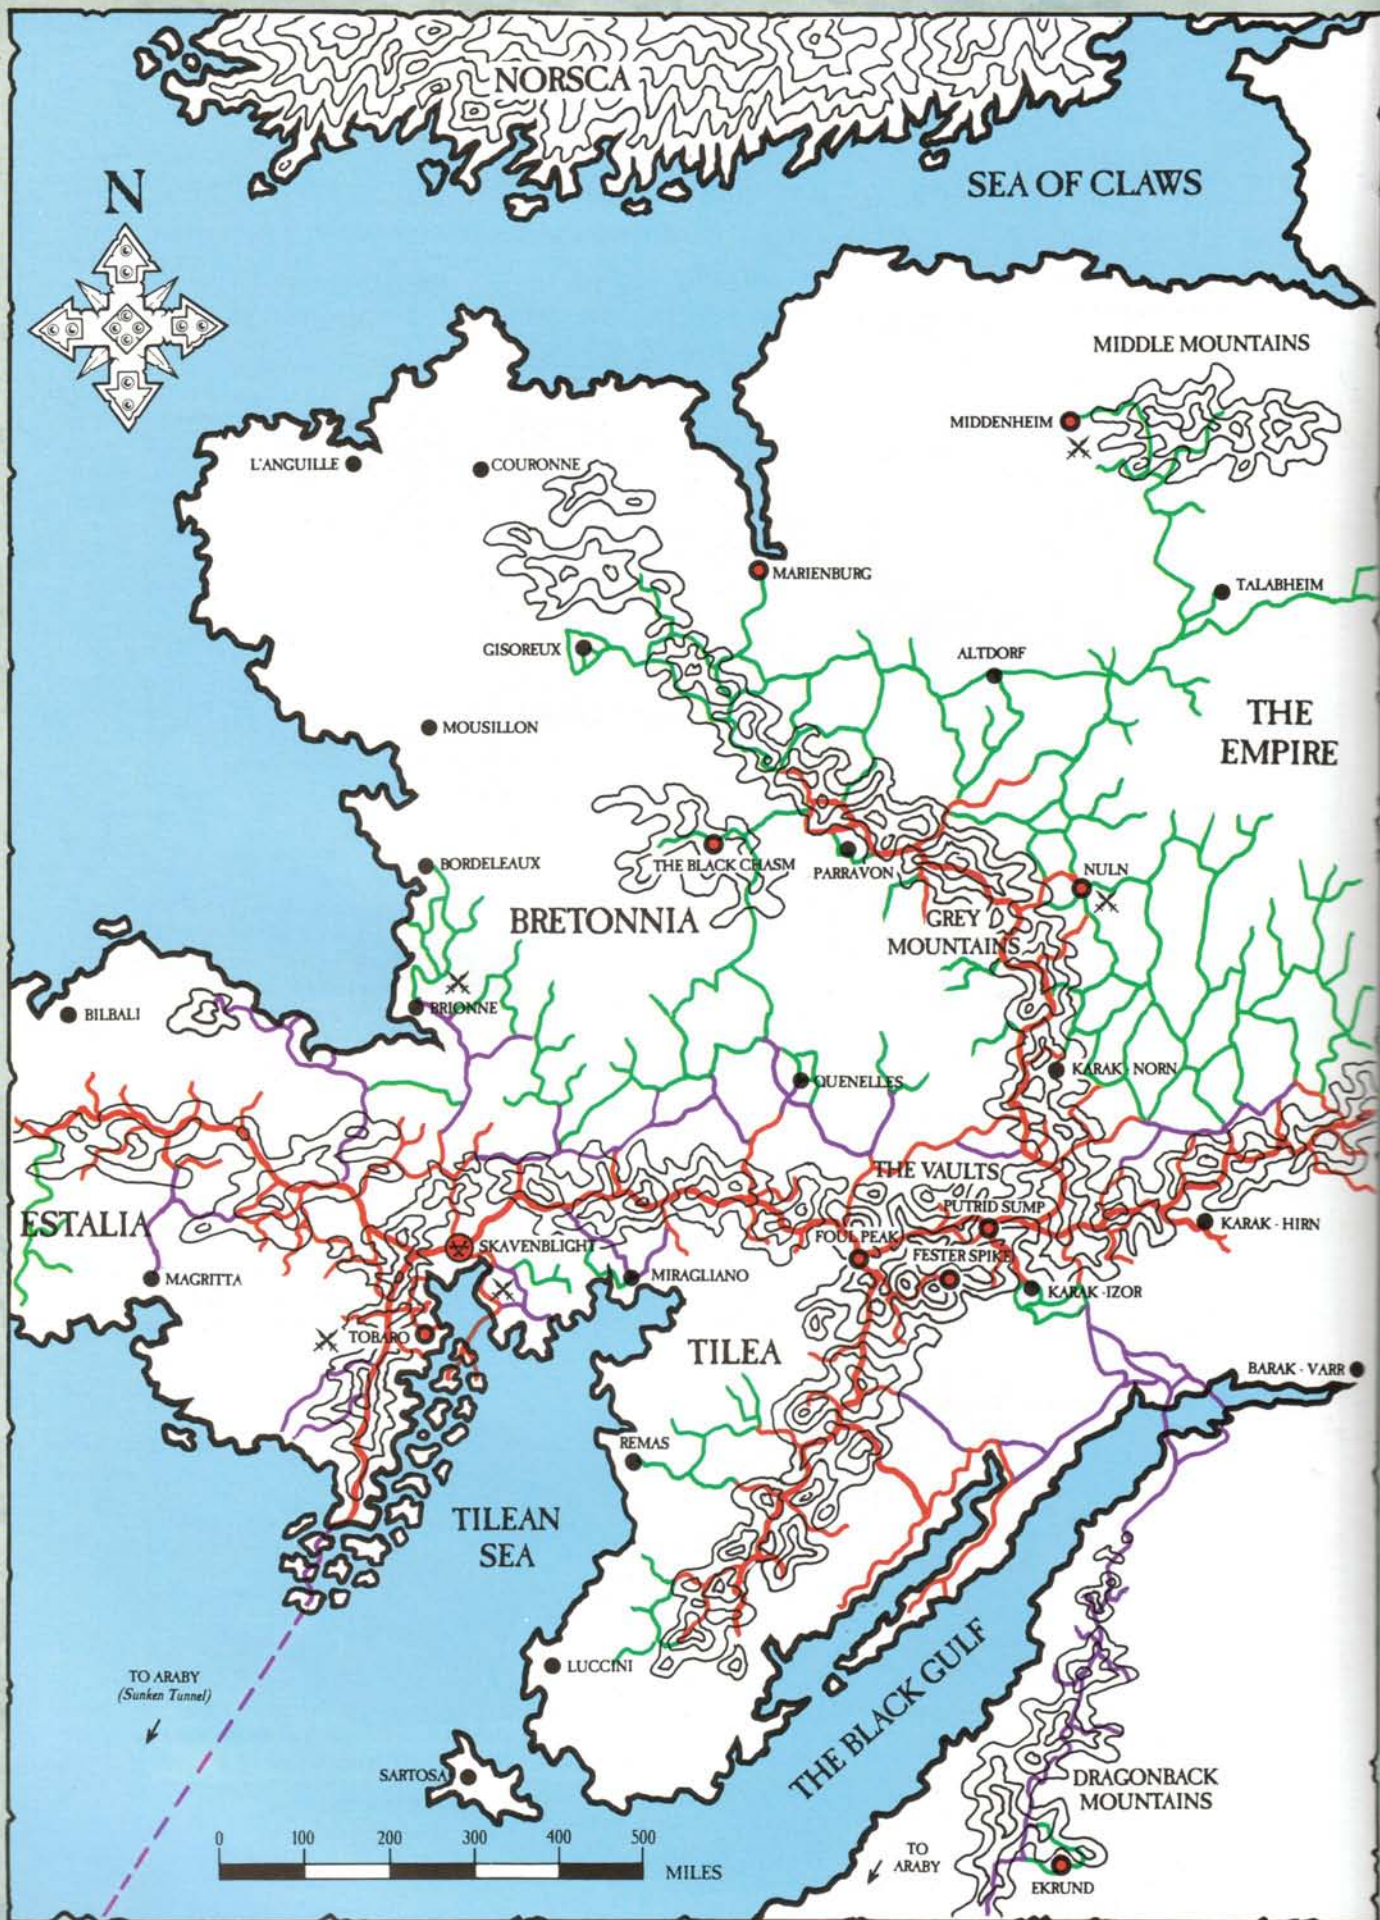 NORSCA
SEA OF CLAWS
N
MIDDLE MOUNTAINS
MIDDENHEIM
L'ANGUILLE
COURONNE
MARIENBURG
TALABHEIM
GISOREUX
ALTDORF
THE
EMPIRE
MOUSILLON
BORDELEAUX
THE BLACK CHASM
PARRAVON
NULN
BRETONNIA
GREY
MOUNTAINS
BRIONNE
BILBALI
KARAK - NORN
QUENELLES
THE VAULTS
PUTRID SUMP
ESTALIA
KARAK - HIRN
FOUL PEAK
SKAVENBLIGHT
FESTER SPIKE
MAGRITTA
MIRAGLIANO
KARAK - IZOR
TOBARO
TILEA
BARAK - VARR
REMAS
TILEAN
SEA
LUCCINI
TO ARABY
(Sunken Tunnel)
THE BLACK GULF
SARTOSA
DRAGONBACK
MOUNTAINS
0 100 200 300 400 500
MILES
TO
ARABY
EKRUND